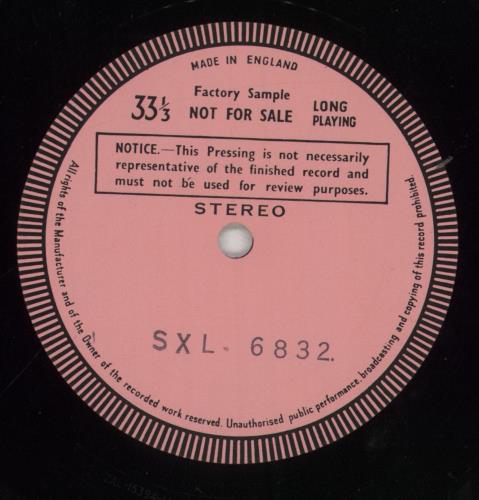 MADE IN ENGLAND
Factory Sample
33⅓ NOT FOR SALE LONG PLAYING
NOTICE.—This Pressing is not necessarily
representative of the finished record and
must not be used for review purposes.
STEREO
SXL. 6832.
All rights of the Manufacturer and of the Owner of the recorded work reserved. Unauthorised public performance, broadcasting and copying of this record prohibited.